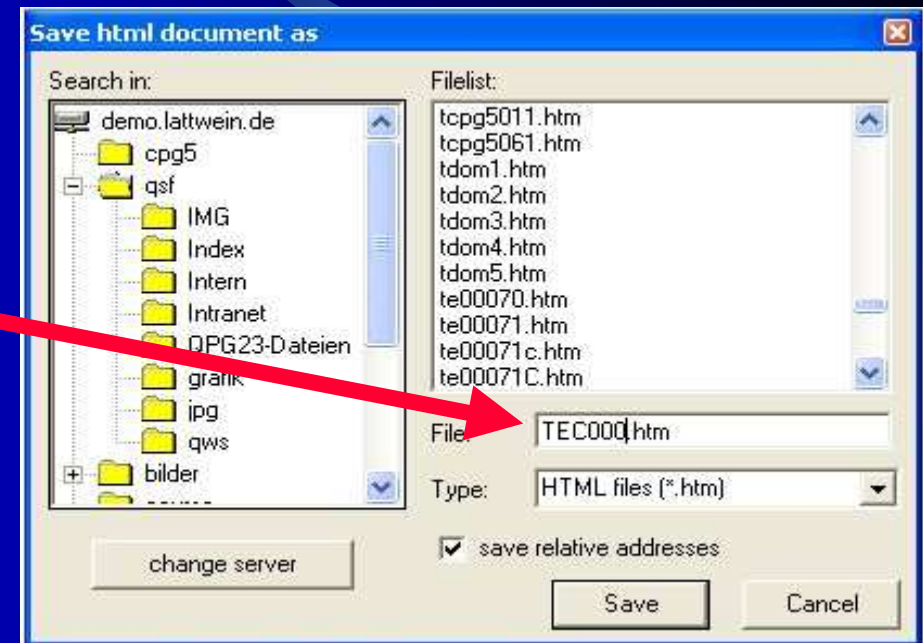 Save html document as
Search in:
demo.lattwein.de
cpg5
qsf
IMG
Index
Intern
Intranet
QPG23-Dateien
grafik
jpg
qws
bilder
Filelist:
tcpg5011.htm
tcpg5061.htm
tdom1.htm
tdom2.htm
tdom3.htm
tdom4.htm
tdom5.htm
te00070.htm
te00071.htm
te00071c.htm
te00071C.htm
File:
TEC000.htm
Type:
HTML files (*.htm)
save relative addresses
change server
Save
Cancel